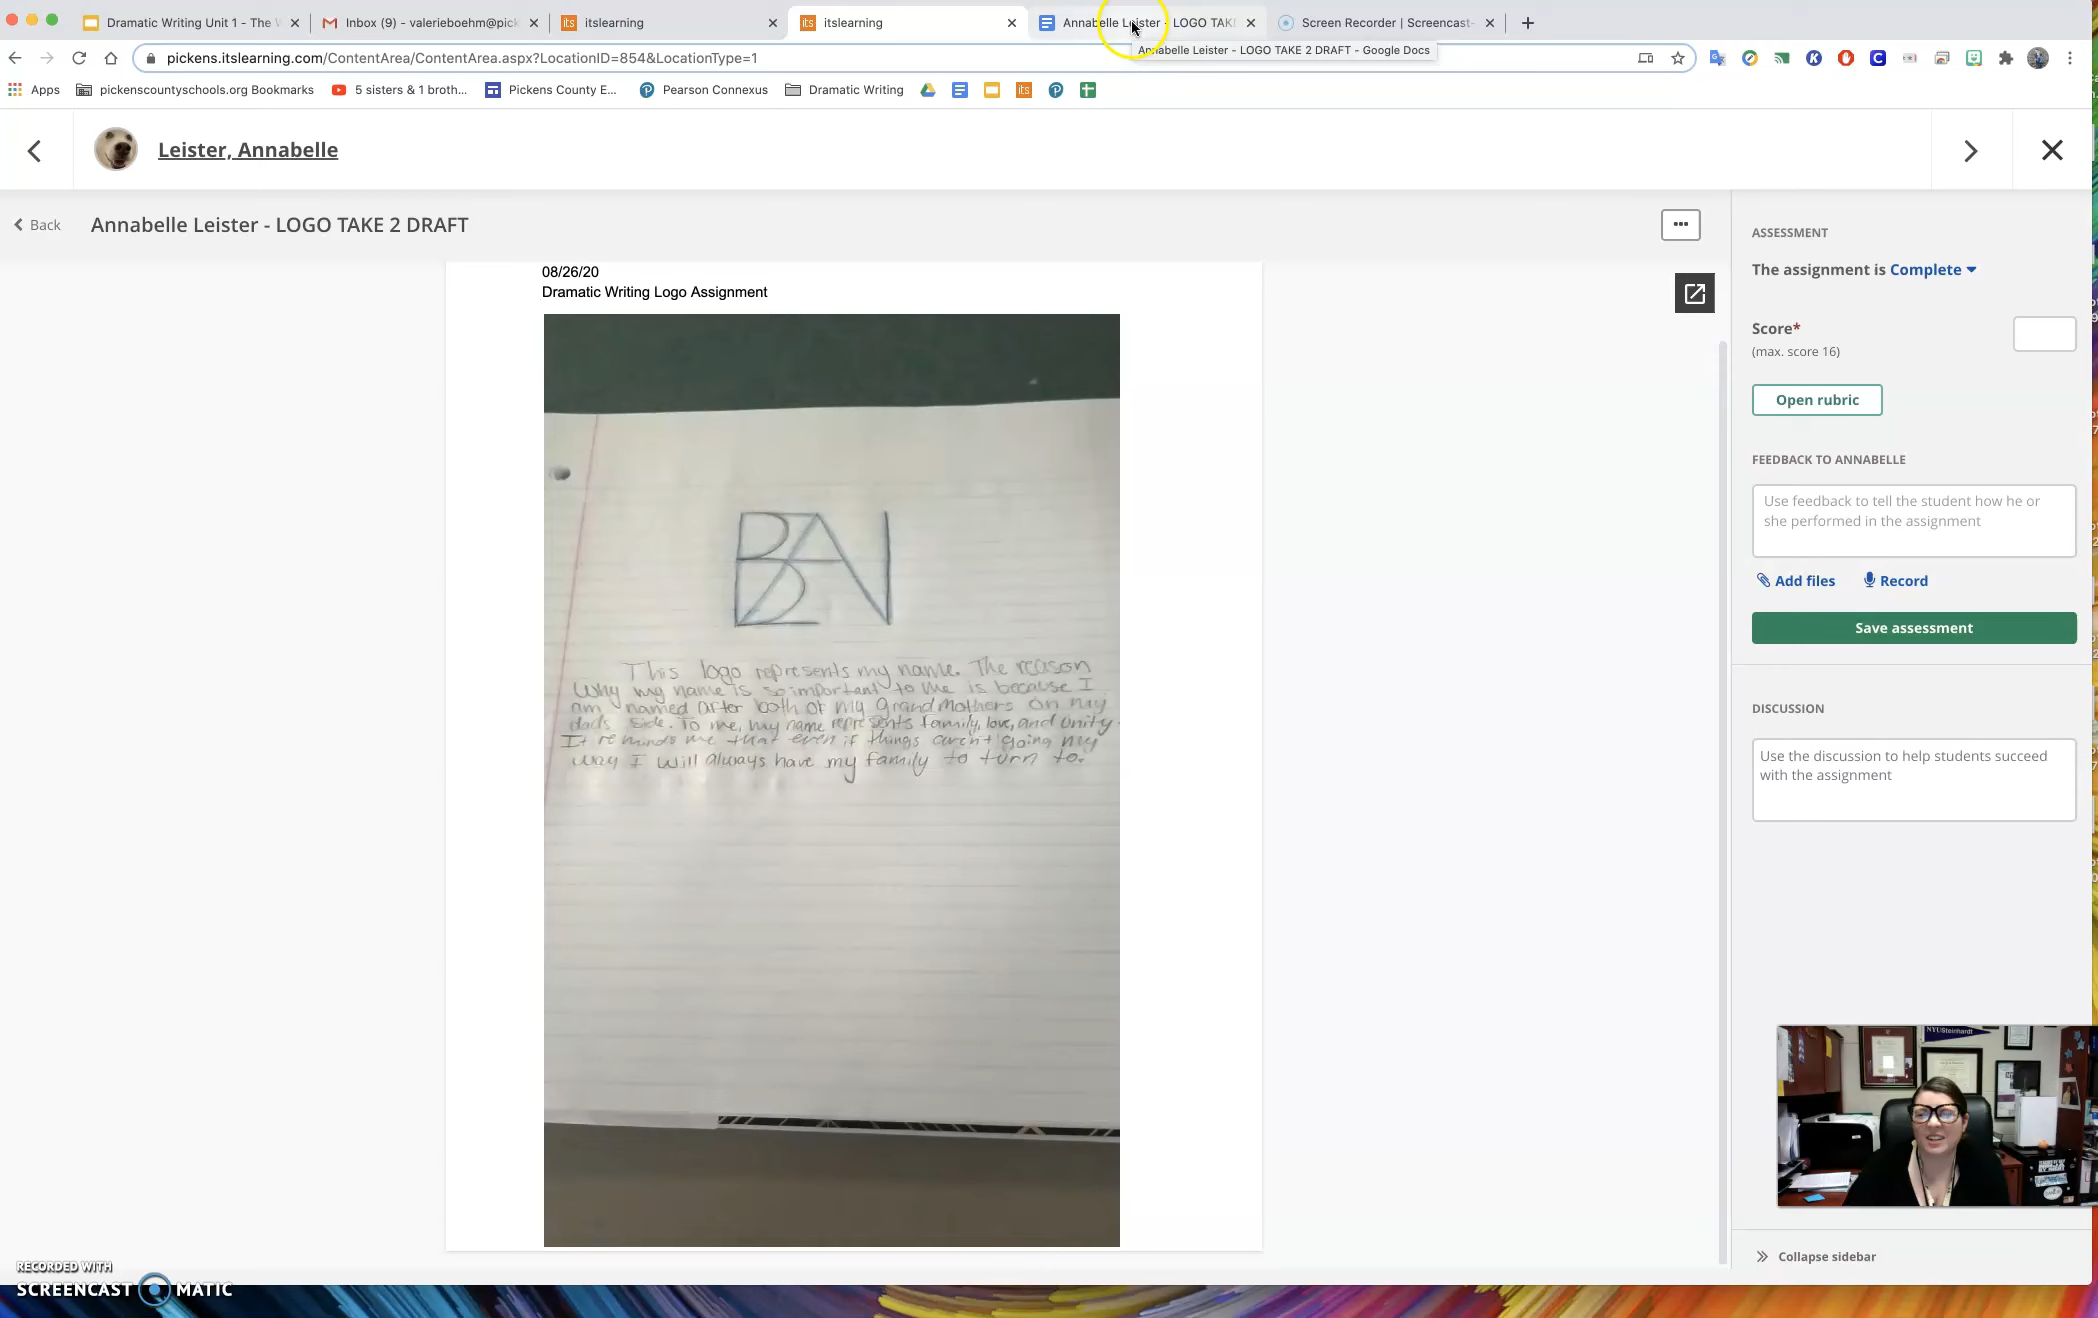 Dramatic Writing Unit 1 - The W
Inbox (9) - valerieboehm@pick
itslearning
itslearning
Annabelle Leister - LOGO TAK
Screen Recorder | Screencast-
pickens.itslearning.com/ContentArea/ContentArea.aspx?LocationID=854&LocationType=1
Annabelle Leister - LOGO TAKE 2 DRAFT - Google Docs
Apps
pickenscountyschools.org Bookmarks
5 sisters & 1 broth...
Pickens County E...
Pearson Connexus
Dramatic Writing
its
Leister, Annabelle
Back
Annabelle Leister - LOGO TAKE 2 DRAFT
08/26/20
Dramatic Writing Logo Assignment
This logo represents my name. The reason
why my name is so important to me is because I
am named after both of my grandmothers on my
dads side. To me, my name represents family, love, and unity.
It reminds me that even if things aren't going my
way I will always have my family to turn to.
ASSESSMENT
The assignment is Complete
Score*
(max. score 16)
Open rubric
FEEDBACK TO ANNABELLE
Use feedback to tell the student how he or
she performed in the assignment
Add files
Record
Save assessment
DISCUSSION
Use the discussion to help students succeed
with the assignment
NYUSteinhardt
Collapse sidebar
RECORDED WITH
SCREENCAST MATIC